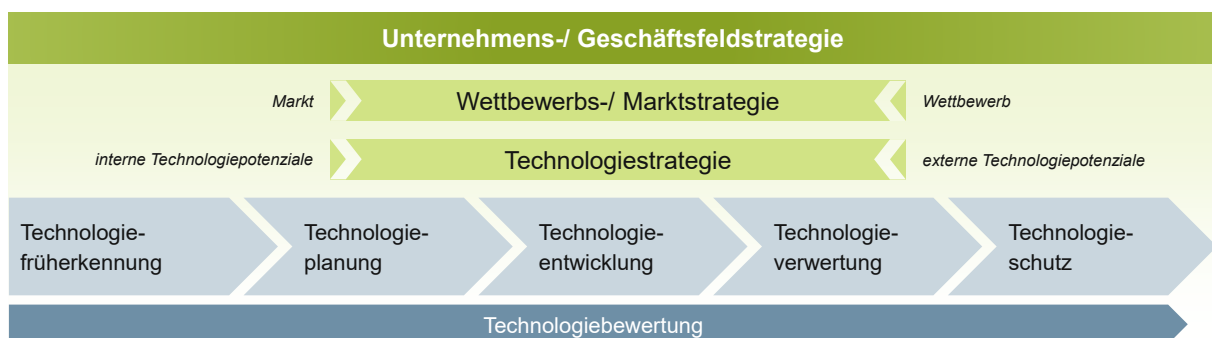 Unternehmens-/ Geschäftsfeldstrategie
Markt
Wettbewerbs-/ Marktstrategie
Wettbewerb
interne Technologiepotenziale
Technologiestrategie
externe Technologiepotenziale
Technologie-
früherkennung
Technologie-
planung
Technologie-
entwicklung
Technologie-
verwertung
Technologie-
schutz
Technologiebewertung